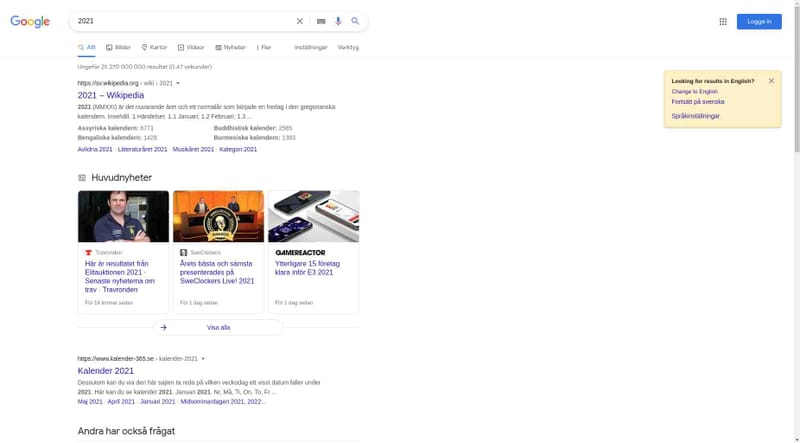 Google
2021
Logga in
Allt
Bilder
Kartor
Videor
Nyheter
Fler
Inställningar
Verktyg
Ungefär 25 270 000 000 resultat (0,47 sekunder)
https://sv.wikipedia.org › wiki › 2021
2021 – Wikipedia
2021 (MMXXI) är det nuvarande året och ett normalår som började en fredag i den gregorianska
kalendern. Innehåll. 1 Händelser. 1.1 Januari; 1.2 Februari; 1.3 ...
Assyriska kalendern: 6771
Buddhistisk kalender: 2565
Bengaliska kalendern: 1428
Burmesiska kalendern: 1383
Avlidna 2021 · Litteraturåret 2021 · Musikåret 2021 · Kategori:2021
Looking for results in English?
Change to English
Fortsätt på svenska
Språkinställningar
Huvudnyheter
Travronden
Här är resultatet från
Elitauktionen 2021 -
Senaste nyheterna om
trav - Travronden
För 16 timmar sedan
SweClockers
Årets bästa och sämsta
presenterades på
SweClockers Live! 2021
För 1 dag sedan
GAMEREACTOR
Ytterligare 15 företag
klara inför E3 2021
För 1 dag sedan
Visa alla
https://www.kalender-365.se › kalender-2021
Kalender 2021
Dessutom kan du via den här sajten ta reda på vilken veckodag ett visst datum faller under
2021. Här kan du se kalender 2021. Januari 2021. Nr, Må, Ti, On, To, Fr ...
Maj 2021 · April 2021 · Januari 2021 · Midsommardagen 2021, 2022...
Andra har också frågat